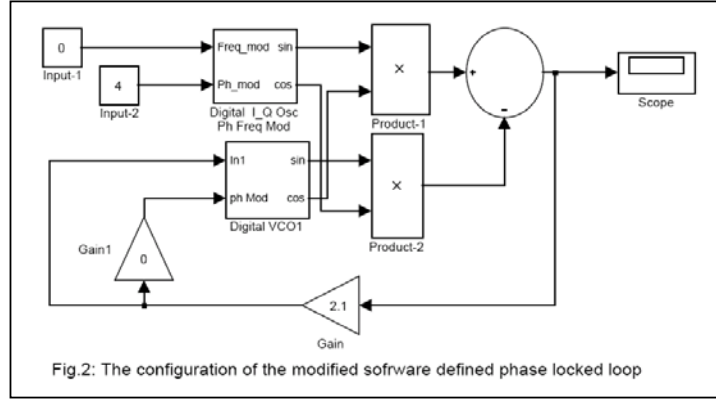 0
Input-1
4
Input-2
Freq_mod sin
Ph_mod cos
Digital I_Q Osc
Ph Freq Mod
×
Product-1
+
-
Scope
In1 sin
ph Mod cos
Digital VCO1
×
Product-2
Gain1
0
2.1
Gain
Fig.2: The configuration of the modified sofrware defined phase locked loop